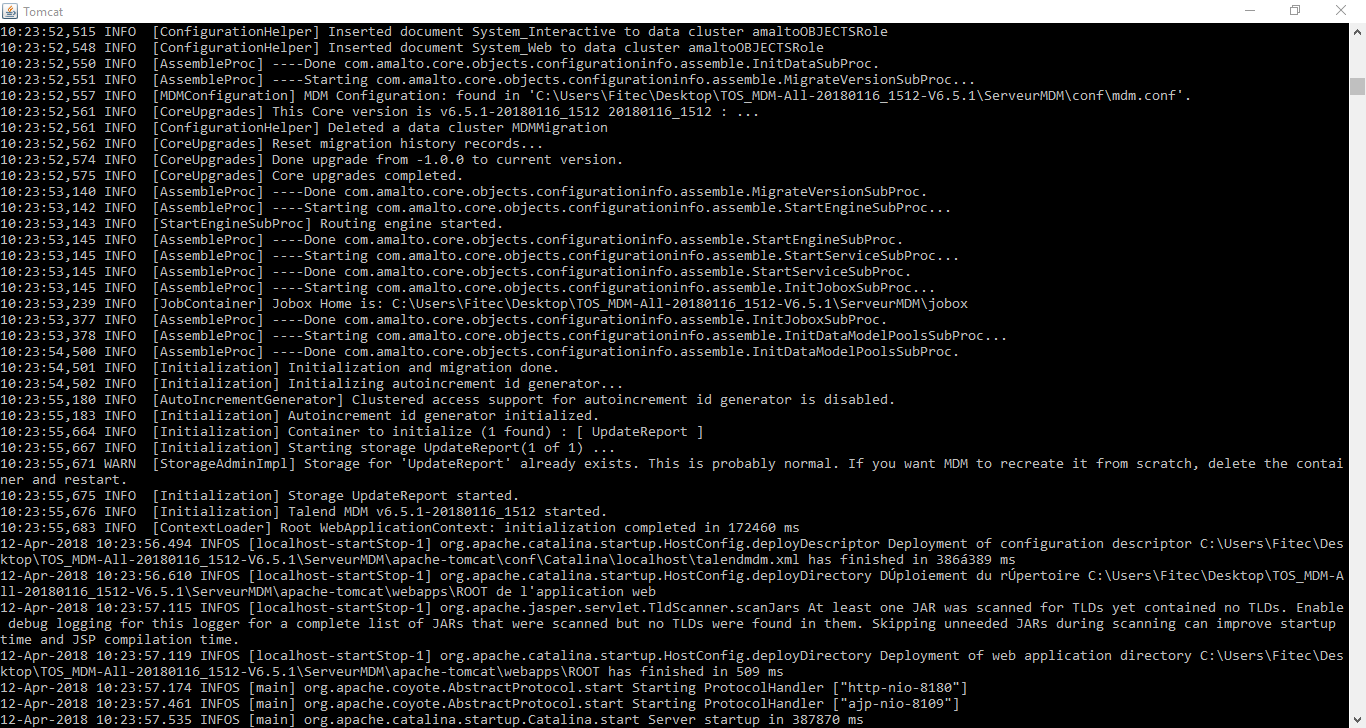 Tomcat
10:23:52,515 INFO  [ConfigurationHelper] Inserted document System_Interactive to data cluster amaltoOBJECTSRole
10:23:52,548 INFO  [ConfigurationHelper] Inserted document System_Web to data cluster amaltoOBJECTSRole
10:23:52,550 INFO  [AssembleProc] ----Done com.amalto.core.objects.configurationinfo.assemble.InitDataSubProc.
10:23:52,551 INFO  [AssembleProc] ----Starting com.amalto.core.objects.configurationinfo.assemble.MigrateVersionSubProc...
10:23:52,557 INFO  [MDMConfiguration] MDM Configuration: found in 'C:\Users\Fitec\Desktop\TOS_MDM-All-20180116_1512-V6.5.1\ServeurMDM\conf\mdm.conf'.
10:23:52,561 INFO  [CoreUpgrades] This Core version is v6.5.1-20180116_1512 20180116_1512 : ...
10:23:52,561 INFO  [ConfigurationHelper] Deleted a data cluster MDMMigration
10:23:52,562 INFO  [CoreUpgrades] Reset migration history records...
10:23:52,574 INFO  [CoreUpgrades] Done upgrade from -1.0.0 to current version.
10:23:52,575 INFO  [CoreUpgrades] Core upgrades completed.
10:23:53,140 INFO  [AssembleProc] ----Done com.amalto.core.objects.configurationinfo.assemble.MigrateVersionSubProc.
10:23:53,142 INFO  [AssembleProc] ----Starting com.amalto.core.objects.configurationinfo.assemble.StartEngineSubProc...
10:23:53,143 INFO  [StartEngineSubProc] Routing engine started.
10:23:53,145 INFO  [AssembleProc] ----Done com.amalto.core.objects.configurationinfo.assemble.StartEngineSubProc.
10:23:53,145 INFO  [AssembleProc] ----Starting com.amalto.core.objects.configurationinfo.assemble.StartServiceSubProc...
10:23:53,145 INFO  [AssembleProc] ----Done com.amalto.core.objects.configurationinfo.assemble.StartServiceSubProc.
10:23:53,145 INFO  [AssembleProc] ----Starting com.amalto.core.objects.configurationinfo.assemble.InitJoboxSubProc...
10:23:53,239 INFO  [JobContainer] Jobox Home is: C:\Users\Fitec\Desktop\TOS_MDM-All-20180116_1512-V6.5.1\ServeurMDM\jobox
10:23:53,377 INFO  [AssembleProc] ----Done com.amalto.core.objects.configurationinfo.assemble.InitJoboxSubProc.
10:23:53,378 INFO  [AssembleProc] ----Starting com.amalto.core.objects.configurationinfo.assemble.InitDataModelPoolsSubProc...
10:23:54,500 INFO  [AssembleProc] ----Done com.amalto.core.objects.configurationinfo.assemble.InitDataModelPoolsSubProc.
10:23:54,501 INFO  [Initialization] Initialization and migration done.
10:23:54,502 INFO  [Initialization] Initializing autoincrement id generator...
10:23:55,180 INFO  [AutoIncrementGenerator] Clustered access support for autoincrement id generator is disabled.
10:23:55,183 INFO  [Initialization] Autoincrement id generator initialized.
10:23:55,664 INFO  [Initialization] Container to initialize (1 found) : [ UpdateReport ]
10:23:55,667 INFO  [Initialization] Starting storage UpdateReport(1 of 1) ...
10:23:55,671 WARN  [StorageAdminImpl] Storage for 'UpdateReport' already exists. This is probably normal. If you want MDM to recreate it from scratch, delete the contai
ner and restart.
10:23:55,675 INFO  [Initialization] Storage UpdateReport started.
10:23:55,676 INFO  [Initialization] Talend MDM v6.5.1-20180116_1512 started.
10:23:55,683 INFO  [ContextLoader] Root WebApplicationContext: initialization completed in 172460 ms
12-Apr-2018 10:23:56.494 INFOS [localhost-startStop-1] org.apache.catalina.startup.HostConfig.deployDescriptor Deployment of configuration descriptor C:\Users\Fitec\Des
ktop\TOS_MDM-All-20180116_1512-V6.5.1\ServeurMDM\apache-tomcat\conf\Catalina\localhost\talendmdm.xml has finished in 386á389 ms
12-Apr-2018 10:23:56.610 INFOS [localhost-startStop-1] org.apache.catalina.startup.HostConfig.deployDirectory DÚploiement du rÚpertoire C:\Users\Fitec\Desktop\TOS_MDM-A
ll-20180116_1512-V6.5.1\ServeurMDM\apache-tomcat\webapps\ROOT de l'application web
12-Apr-2018 10:23:57.115 INFOS [localhost-startStop-1] org.apache.jasper.servlet.TldScanner.scanJars At least one JAR was scanned for TLDs yet contained no TLDs. Enable
 debug logging for this logger for a complete list of JARs that were scanned but no TLDs were found in them. Skipping unneeded JARs during scanning can improve startup
time and JSP compilation time.
12-Apr-2018 10:23:57.119 INFOS [localhost-startStop-1] org.apache.catalina.startup.HostConfig.deployDirectory Deployment of web application directory C:\Users\Fitec\Des
ktop\TOS_MDM-All-20180116_1512-V6.5.1\ServeurMDM\apache-tomcat\webapps\ROOT has finished in 509 ms
12-Apr-2018 10:23:57.174 INFOS [main] org.apache.coyote.AbstractProtocol.start Starting ProtocolHandler ["http-nio-8180"]
12-Apr-2018 10:23:57.461 INFOS [main] org.apache.coyote.AbstractProtocol.start Starting ProtocolHandler ["ajp-nio-8109"]
12-Apr-2018 10:23:57.535 INFOS [main] org.apache.catalina.startup.Catalina.start Server startup in 387870 ms